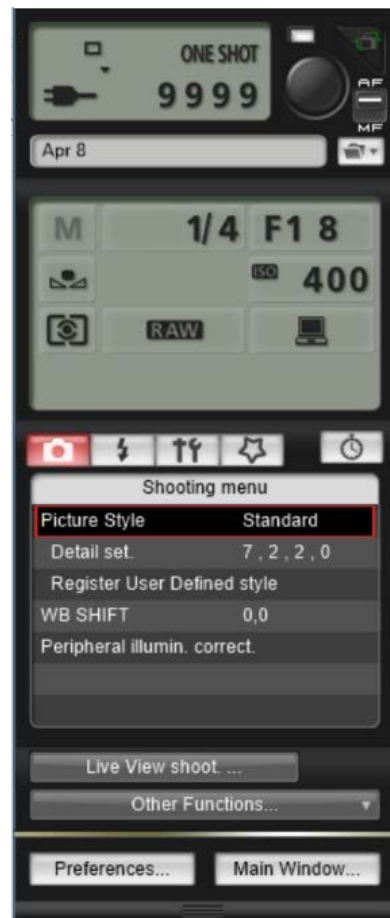 ONE SHOT
9999
AF
MF
Apr 8
M 1/4 F1 8
ISO 400
RAW
Shooting menu
Picture Style Standard
Detail set. 7 , 2 , 2 , 0
Register User Defined style
WB SHIFT 0,0
Peripheral illumin. correct.
Live View shoot. ...
Other Functions...
Preferences... Main Window...